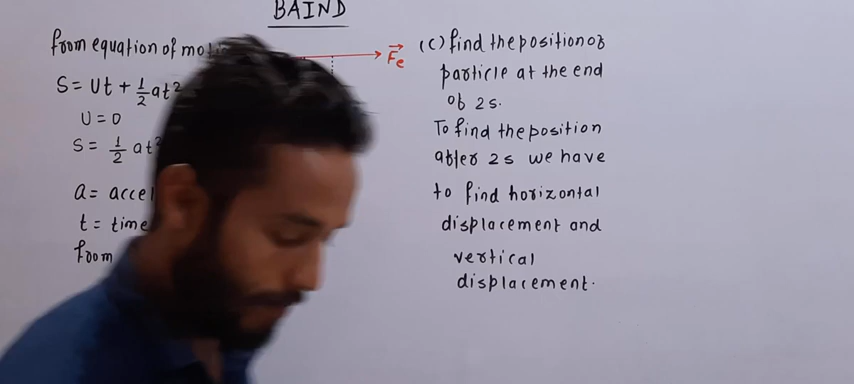 BAIND
from equation of
S = Ut + 1/2 at²
U = 0
S = 1/2 at
a =
t = time
from
F⃗e
(C) find the position of
particle at the end
of 2s.
To find the position
after 2s we have
to find horizontal
displacement and
vertical
displacement.